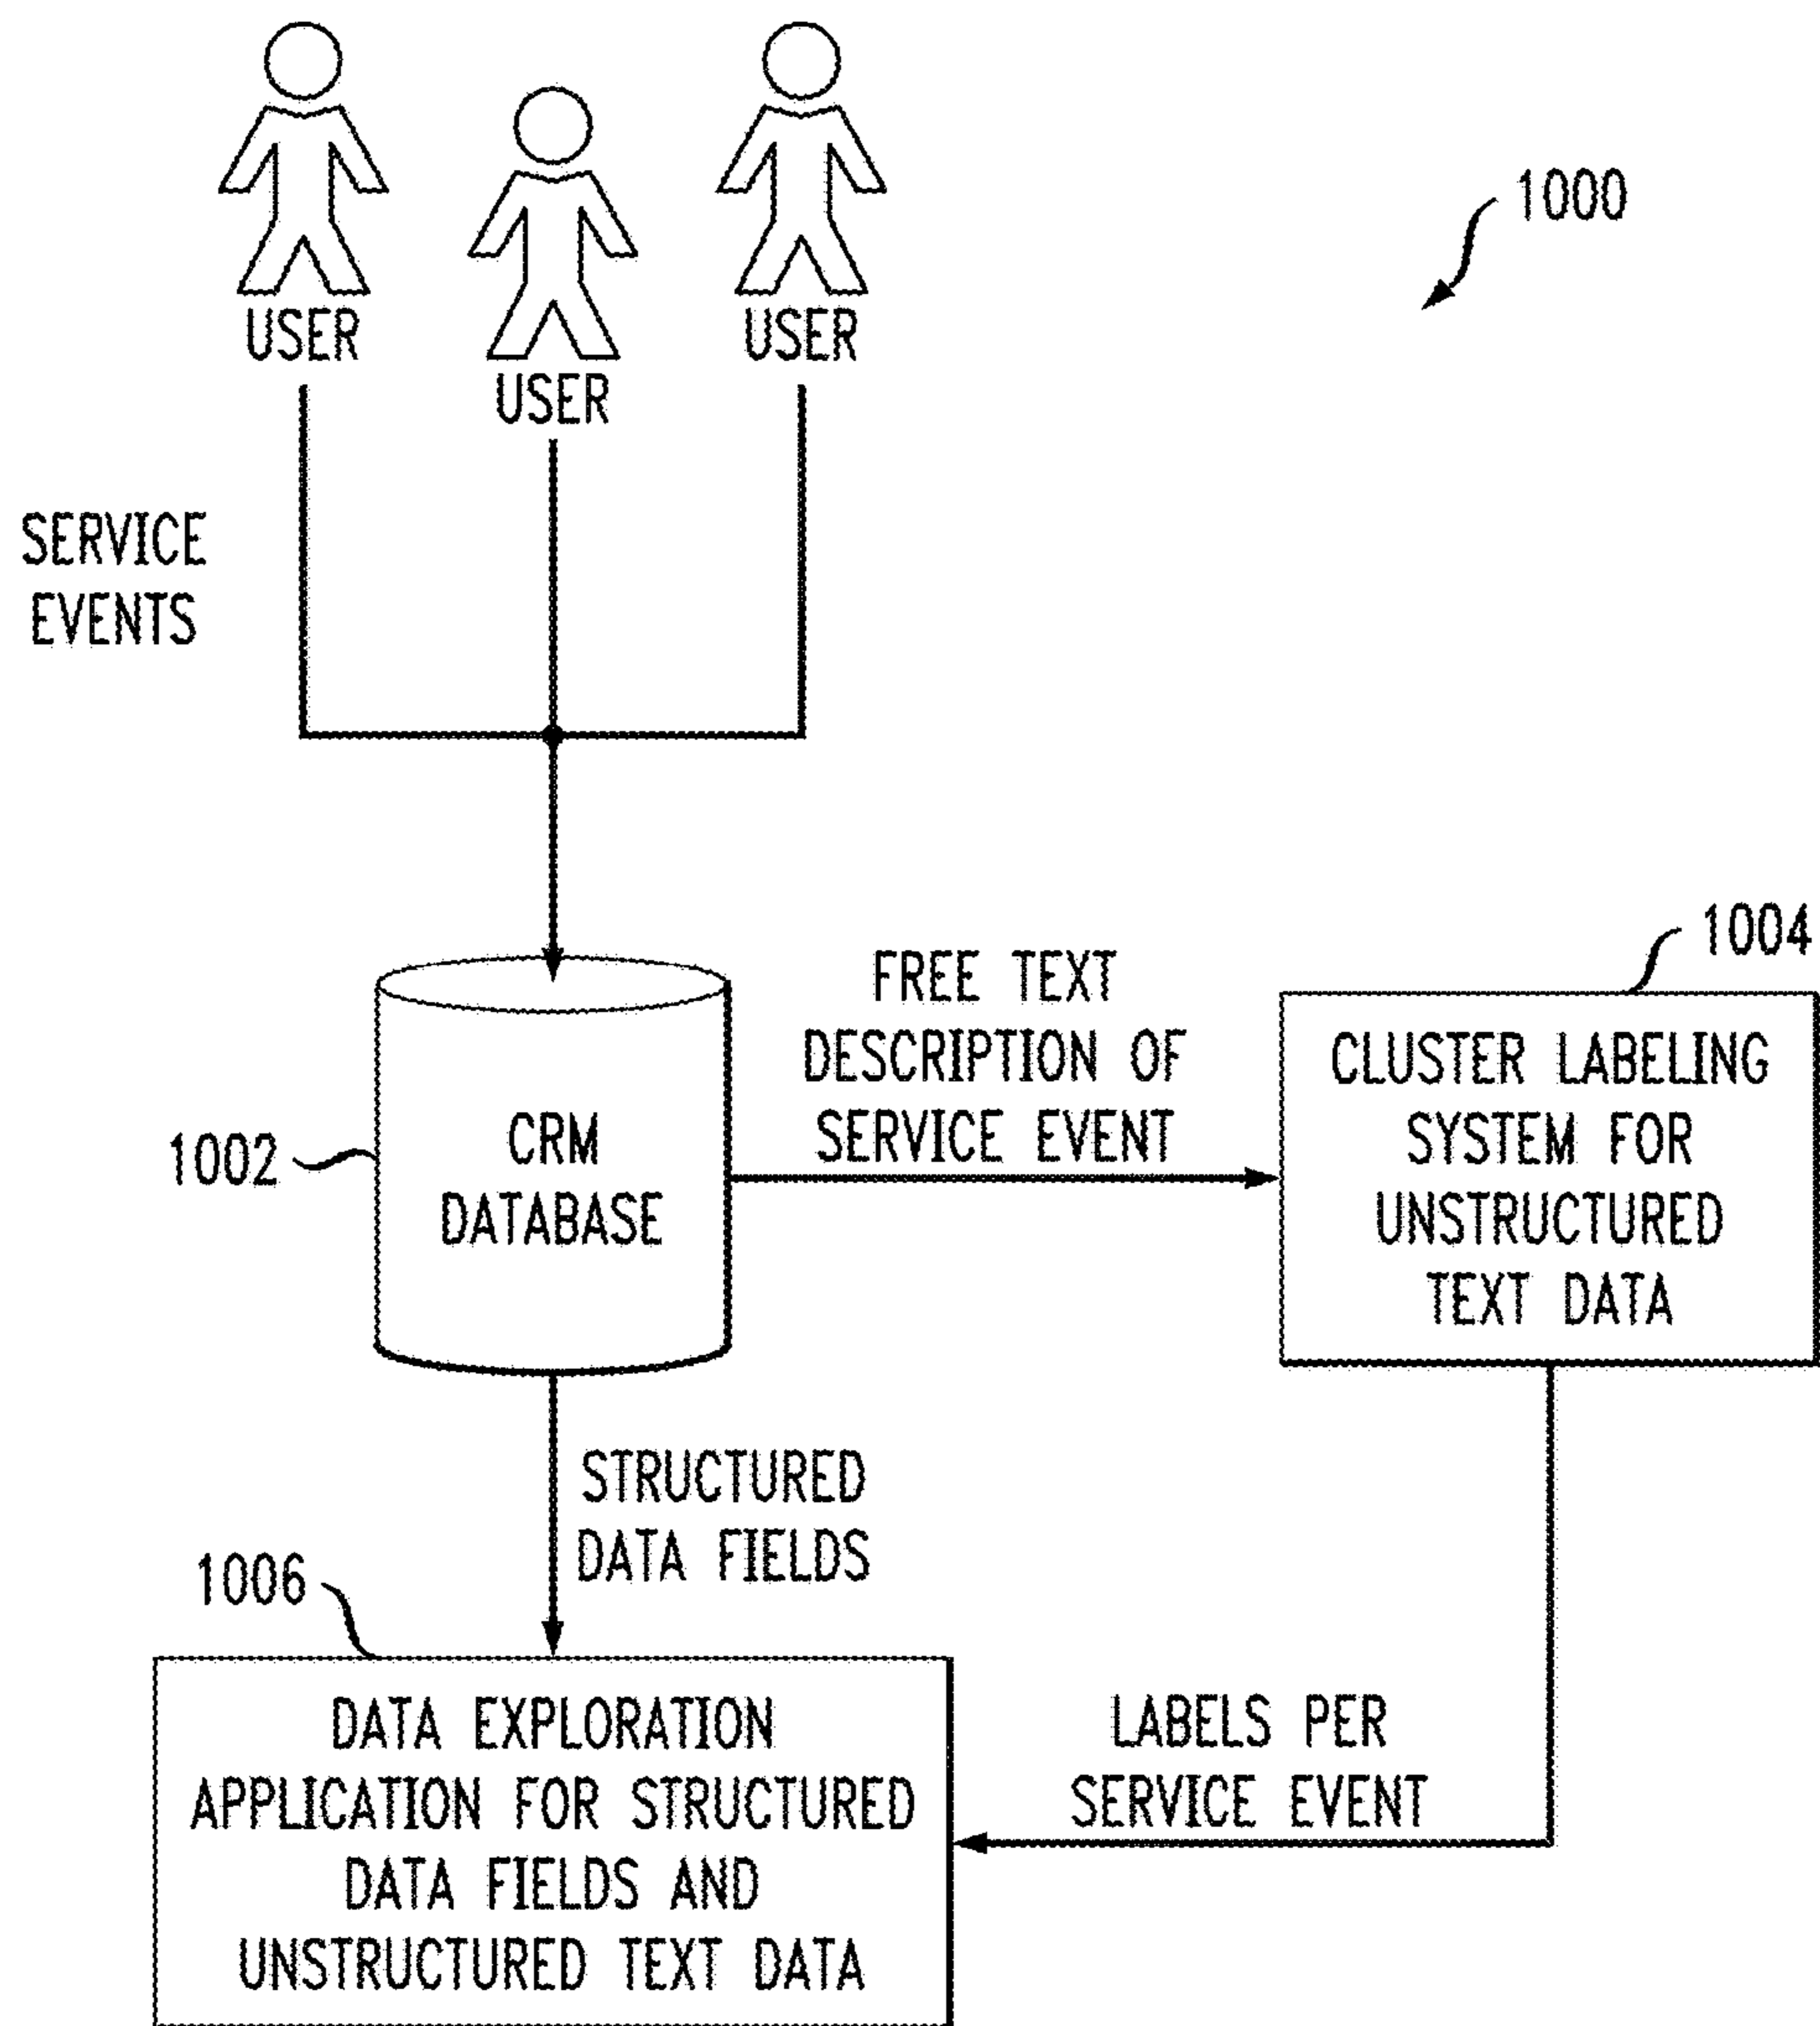 USER
USER
USER
1000
SERVICE
EVENTS
1004
FREE TEXT
DESCRIPTION OF
SERVICE EVENT
CLUSTER LABELING
SYSTEM FOR
UNSTRUCTURED
TEXT DATA
1002
CRM
DATABASE
STRUCTURED
DATA FIELDS
1006
DATA EXPLORATION
APPLICATION FOR STRUCTURED
DATA FIELDS AND
UNSTRUCTURED TEXT DATA
LABELS PER
SERVICE EVENT